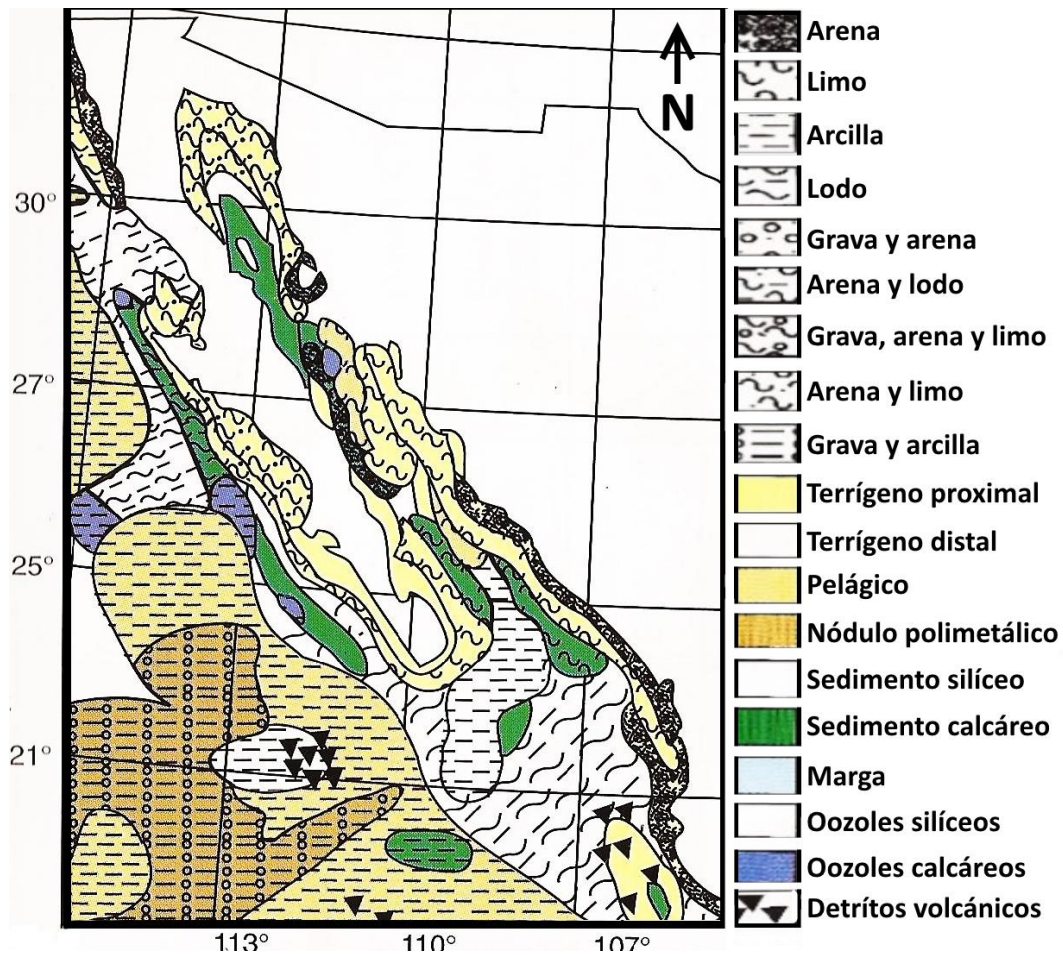 N
30°
27°
25°
21°
113°
110°
107°
Arena
Limo
Arcilla
Lodo
Grava y arena
Arena y lodo
Grava, arena y limo
Arena y limo
Grava y arcilla
Terrígeno proximal
Terrígeno distal
Pelágico
Nódulo polimetálico
Sedimento silíceo
Sedimento calcáreo
Marga
Oozoles silíceos
Oozoles calcáreos
Detrítos volcánicos